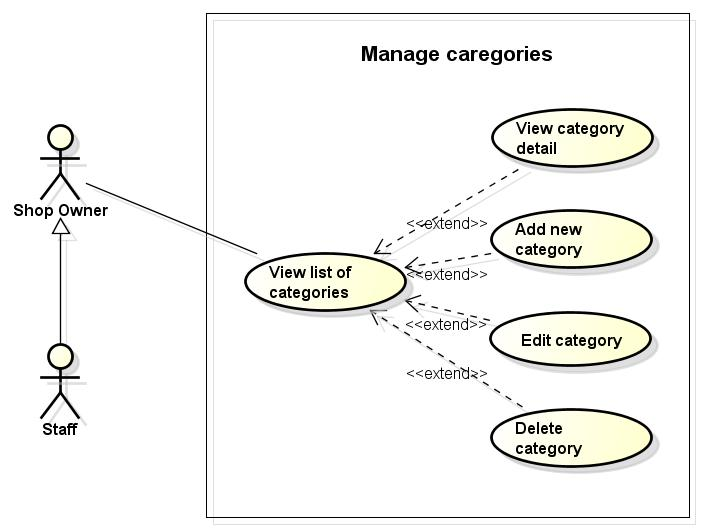 Manage caregories
View category
detail
Shop Owner
<<extend>>
Add new
category
View list of
categories
<<extend>>
<<extend>>
Edit category
<<extend>>
Staff
Delete
category